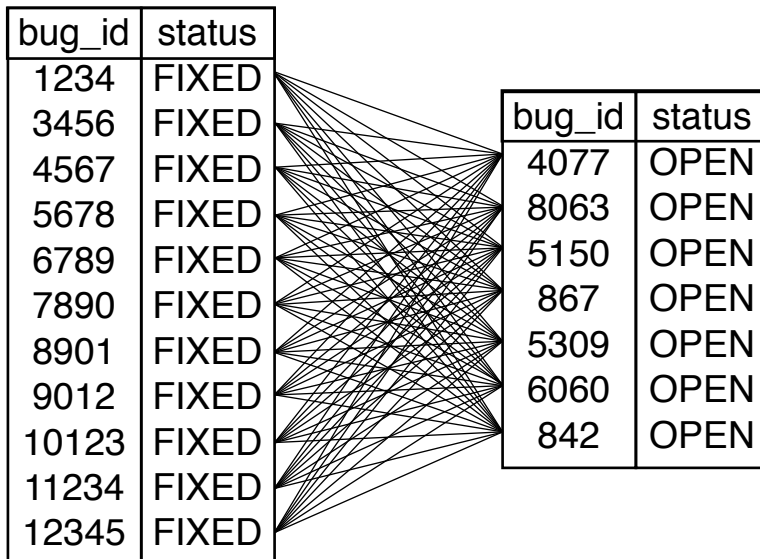 bug_id status
1234 FIXED
3456 FIXED
4567 FIXED
5678 FIXED
6789 FIXED
7890 FIXED
8901 FIXED
9012 FIXED
10123 FIXED
11234 FIXED
12345 FIXED
bug_id status
4077 OPEN
8063 OPEN
5150 OPEN
867 OPEN
5309 OPEN
6060 OPEN
842 OPEN